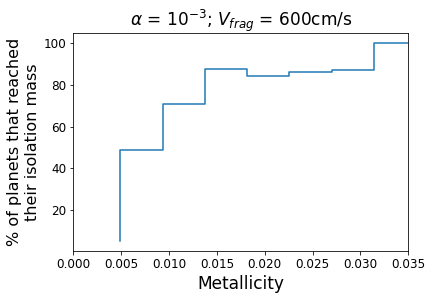 α = 10⁻³; V_frag = 600cm/s
% of planets that reached
their isolation mass
100
80
60
40
20
0.000 0.005 0.010 0.015 0.020 0.025 0.030 0.035
Metallicity